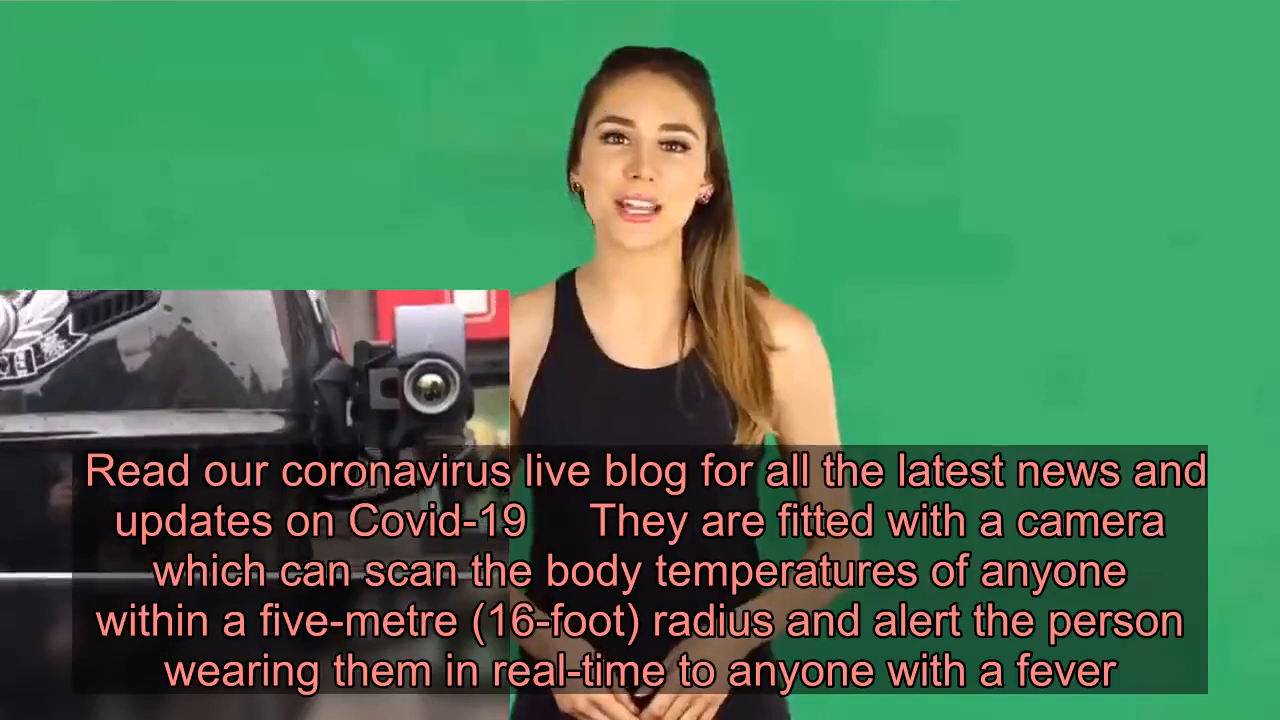 Read our coronavirus live blog for all the latest news and
updates on Covid-19 They are fitted with a camera
which can scan the body temperatures of anyone
within a five-metre (16-foot) radius and alert the person
wearing them in real-time to anyone with a fever